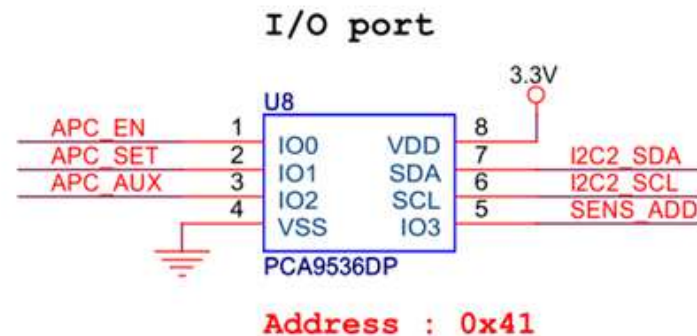 I/O port
3.3V
U8
APC_EN 1 IO0 VDD 8
APC_SET 2 IO1 SDA 7 I2C2_SDA
APC_AUX 3 IO2 SCL 6 I2C2_SCL
4 VSS IO3 5 SENS_ADD
PCA9536DP
Address : 0x41